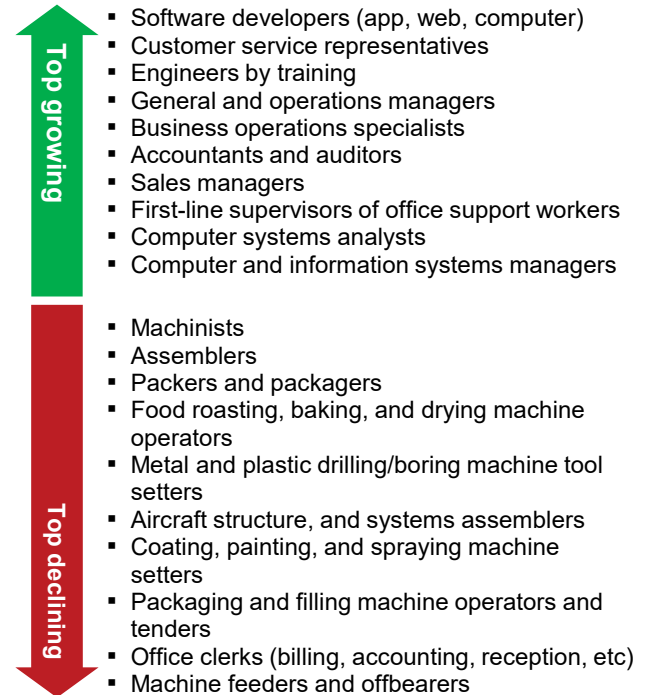 Top growing
▪ Software developers (app, web, computer)
▪ Customer service representatives
▪ Engineers by training
▪ General and operations managers
▪ Business operations specialists
▪ Accountants and auditors
▪ Sales managers
▪ First-line supervisors of office support workers
▪ Computer systems analysts
▪ Computer and information systems managers
Top declining
▪ Machinists
▪ Assemblers
▪ Packers and packagers
▪ Food roasting, baking, and drying machine
operators
▪ Metal and plastic drilling/boring machine tool
setters
▪ Aircraft structure, and systems assemblers
▪ Coating, painting, and spraying machine
setters
▪ Packaging and filling machine operators and
tenders
▪ Office clerks (billing, accounting, reception, etc)
▪ Machine feeders and offbearers